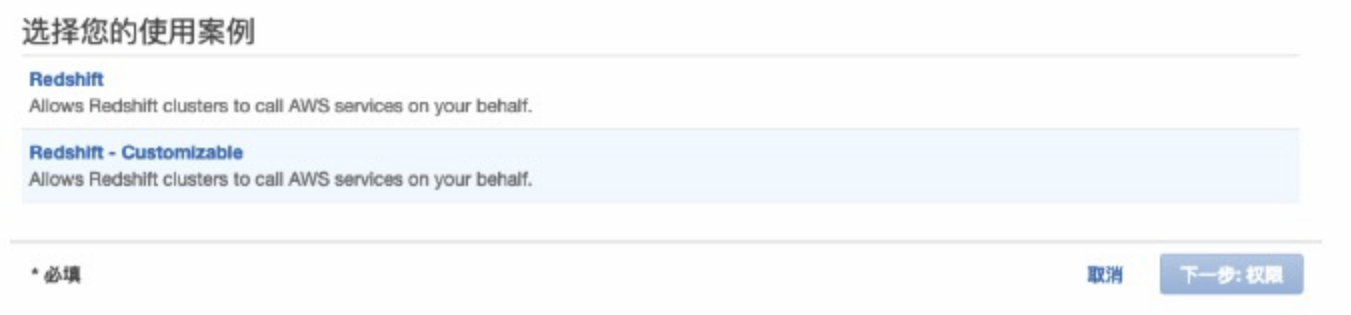 选择您的使用案例
Redshift
Allows Redshift clusters to call AWS services on your behalf.
Redshift - Customizable
Allows Redshift clusters to call AWS services on your behalf.
* 必填
取消
下一步: 权限